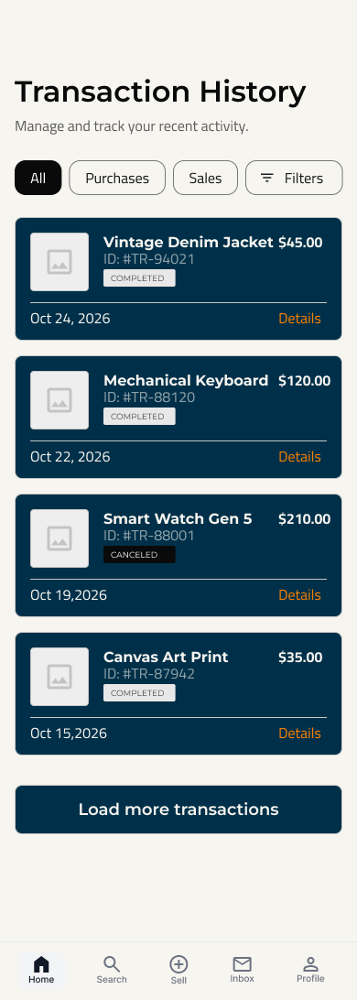 Transaction History
Manage and track your recent activity.
All Purchases Sales Filters
Vintage Denim Jacket $45.00
ID: #TR-94021
COMPLETED
Oct 24, 2026 Details
Mechanical Keyboard $120.00
ID: #TR-88120
COMPLETED
Oct 22, 2026 Details
Smart Watch Gen 5 $210.00
ID: #TR-88001
CANCELED
Oct 19,2026 Details
Canvas Art Print $35.00
ID: #TR-87942
COMPLETED
Oct 15,2026 Details
Load more transactions
Home Search Sell Inbox Profile